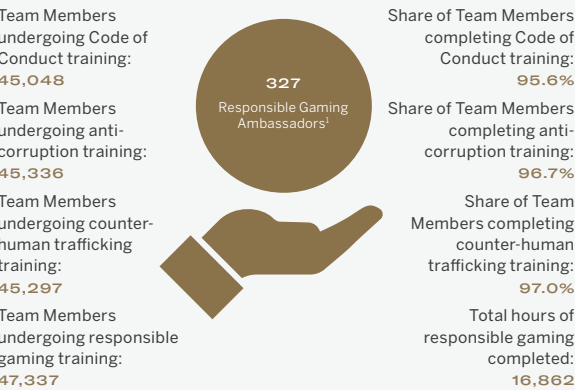 Team Members
undergoing Code of
Conduct training:
45,048
Team Members
undergoing anti-
corruption training:
45,336
Team Members
undergoing counter-
human trafficking
training:
45,297
Team Members
undergoing responsible
gaming training:
47,337
327
Responsible Gaming
Ambassadors¹
Share of Team Members
completing Code of
Conduct training:
95.6%
Share of Team Members
completing anti-
corruption training:
96.7%
Share of Team
Members completing
counter-human
trafficking training:
97.0%
Total hours of
responsible gaming
completed:
16,862